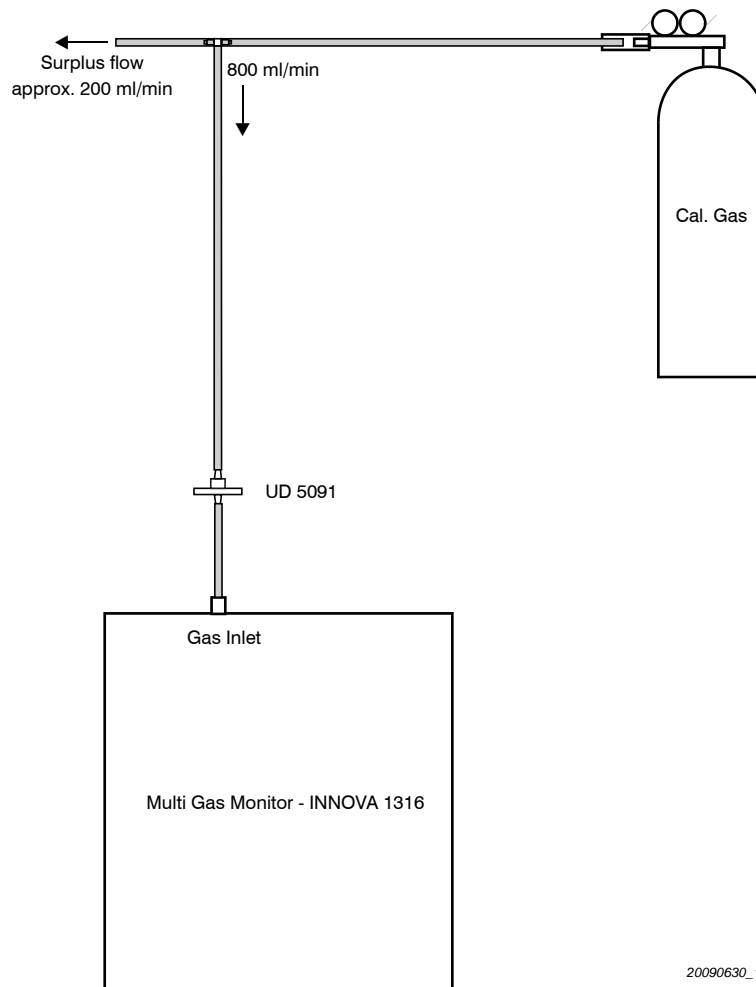 Surplus flow
approx. 200 ml/min
800 ml/min
Cal. Gas
UD 5091
Gas Inlet
Multi Gas Monitor - INNOVA 1316
20090630_